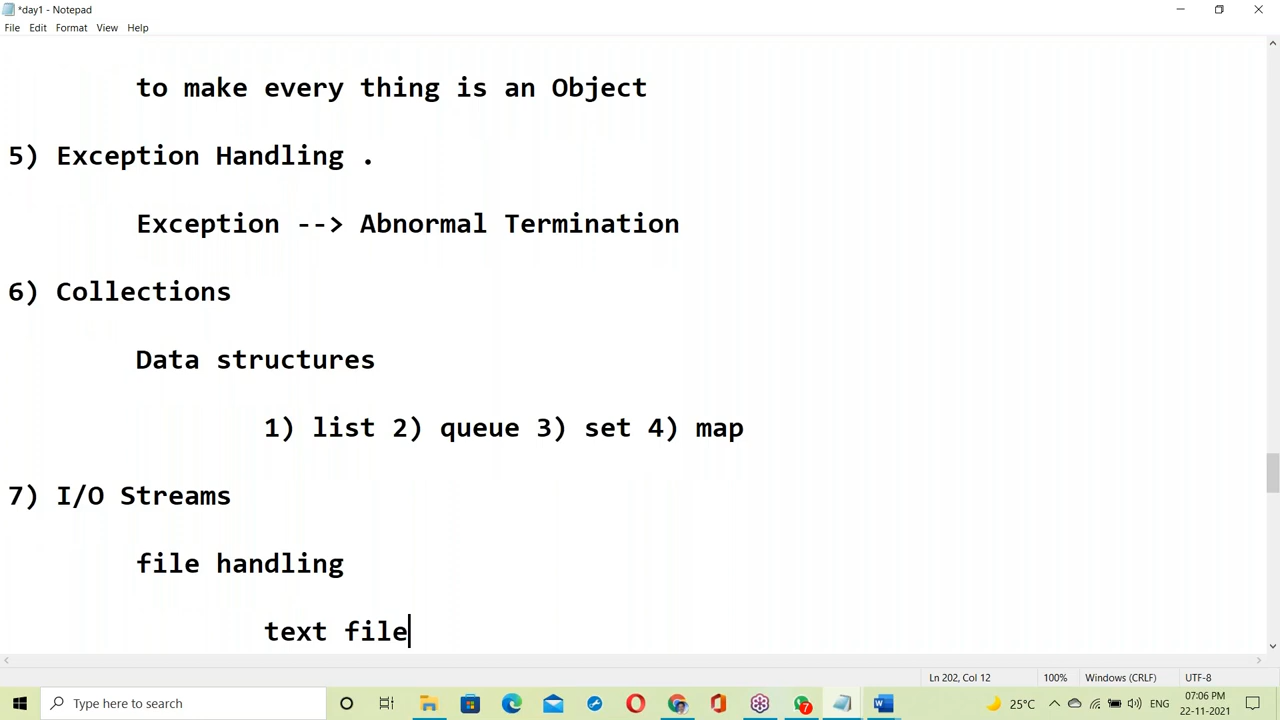 *day1 - Notepad
File Edit Format View Help
to make every thing is an Object
5) Exception Handling .
Exception --> Abnormal Termination
6) Collections
Data structures
1) list 2) queue 3) set 4) map
7) I/O Streams
file handling
text file
Ln 202, Col 12 100% Windows (CRLF) UTF-8
Type here to search
7
25°C ENG 07:06 PM
22-11-2021